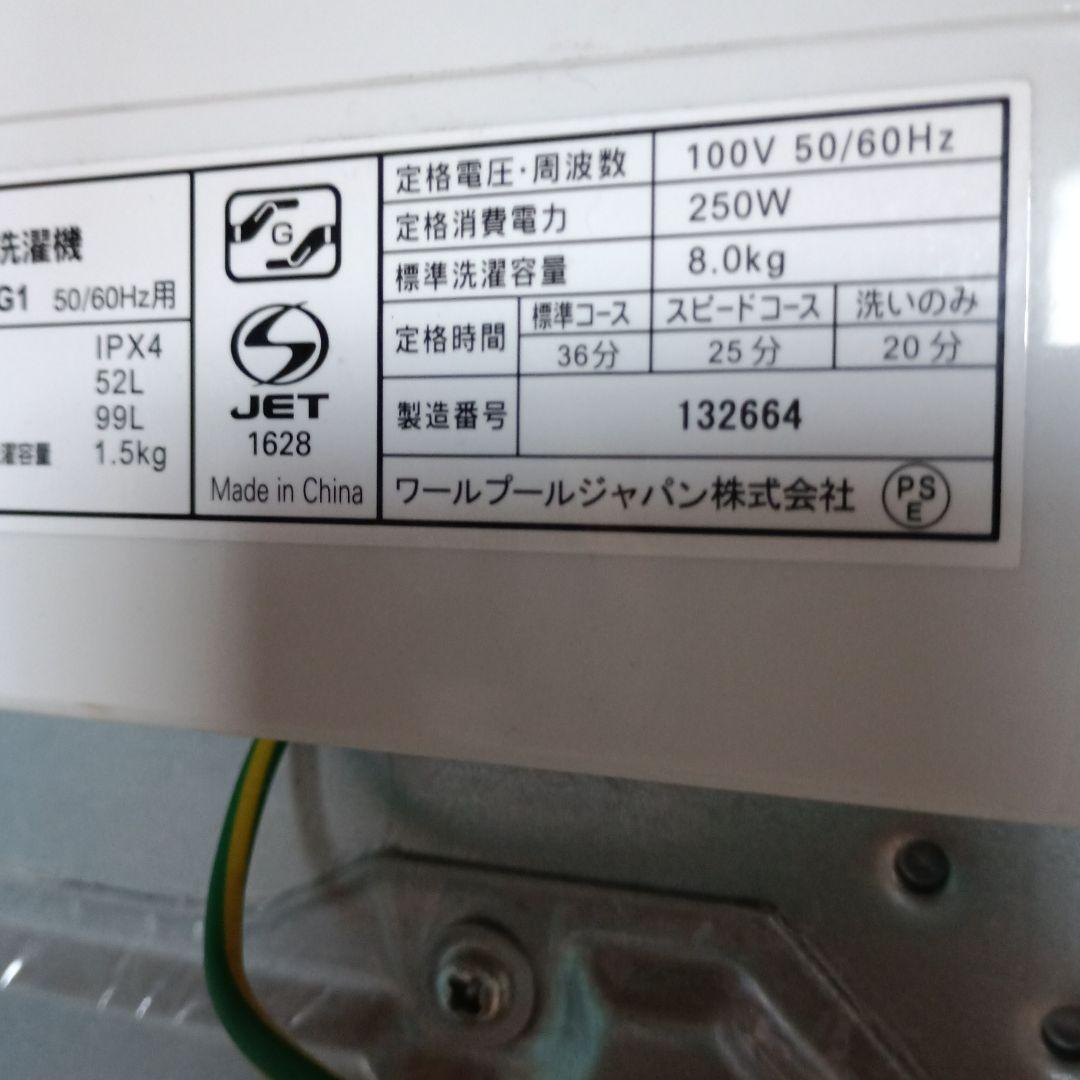 洗濯機
G1 50/60Hz用
IPX4
52L
99L
濯容量 1.5kg
G
JET
1628
Made in China
定格電圧・周波数 100V 50/60Hz
定格消費電力 250W
標準洗濯容量 8.0kg
定格時間 標準コース スピードコース 洗いのみ
36分 25分 20分
製造番号 132664
ワールプールジャパン株式会社 PSE